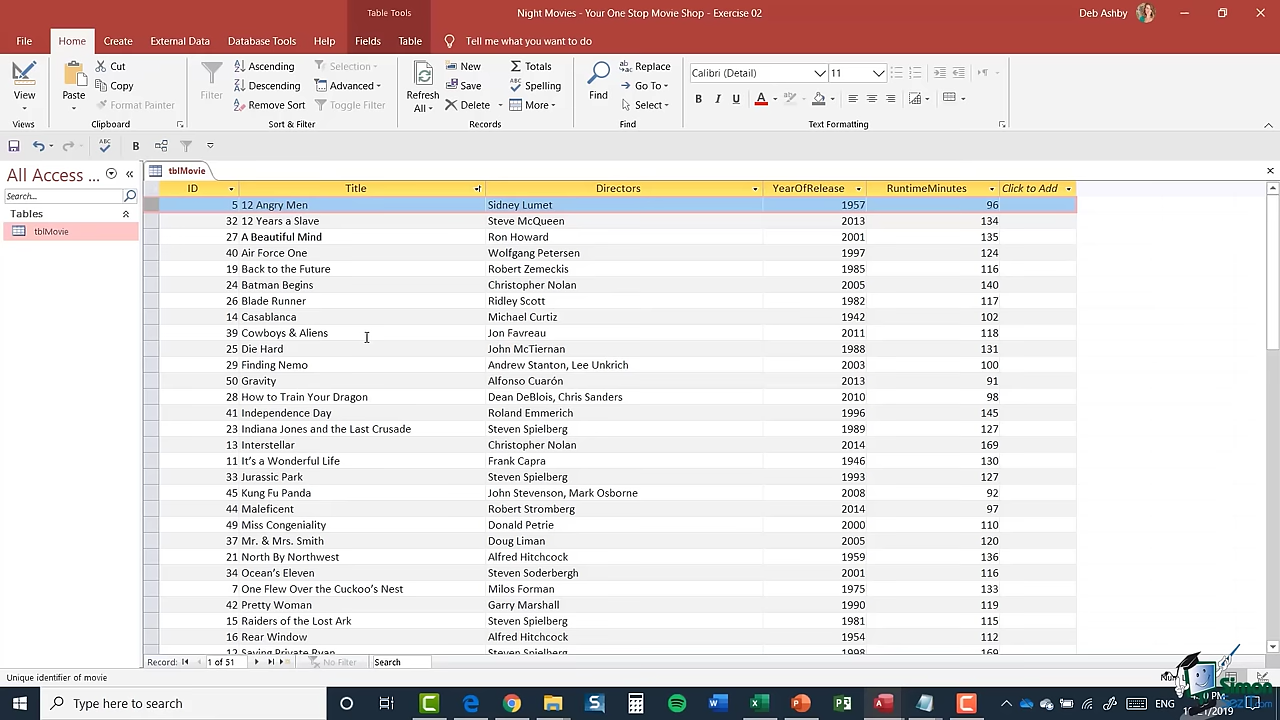 Table Tools
Night Movies - Your One Stop Movie Shop - Exercise 02
Deb Ashby
File Home Create External Data Database Tools Help Fields Table Tell me what you want to do
View
Views
Paste
Cut
Copy
Format Painter
Clipboard
Filter
Ascending
Descending
Remove Sort
Selection
Advanced
Toggle Filter
Sort & Filter
Refresh
All
New
Save
Delete
Totals
Spelling
More
Records
Find
Replace
Go To
Select
Find
Calibri (Detail) 11
B I U A
Text Formatting
ABC B
All Access ...
Search...
Tables
tblMovie
tblMovie
ID Title Directors YearOfRelease RuntimeMinutes Click to Add
5 12 Angry Men Sidney Lumet 1957 96
32 12 Years a Slave Steve McQueen 2013 134
27 A Beautiful Mind Ron Howard 2001 135
40 Air Force One Wolfgang Petersen 1997 124
19 Back to the Future Robert Zemeckis 1985 116
24 Batman Begins Christopher Nolan 2005 140
26 Blade Runner Ridley Scott 1982 117
14 Casablanca Michael Curtiz 1942 102
39 Cowboys & Aliens Jon Favreau 2011 118
25 Die Hard John McTiernan 1988 131
29 Finding Nemo Andrew Stanton, Lee Unkrich 2003 100
50 Gravity Alfonso Cuarón 2013 91
28 How to Train Your Dragon Dean DeBlois, Chris Sanders 2010 98
41 Independence Day Roland Emmerich 1996 145
23 Indiana Jones and the Last Crusade Steven Spielberg 1989 127
13 Interstellar Christopher Nolan 2014 169
11 It's a Wonderful Life Frank Capra 1946 130
33 Jurassic Park Steven Spielberg 1993 127
45 Kung Fu Panda John Stevenson, Mark Osborne 2008 92
44 Maleficent Robert Stromberg 2014 97
49 Miss Congeniality Donald Petrie 2000 110
37 Mr. & Mrs. Smith Doug Liman 2005 120
21 North By Northwest Alfred Hitchcock 1959 136
34 Ocean's Eleven Steven Soderbergh 2001 116
7 One Flew Over the Cuckoo's Nest Milos Forman 1975 133
42 Pretty Woman Garry Marshall 1990 119
15 Raiders of the Lost Ark Steven Spielberg 1981 115
16 Rear Window Alfred Hitchcock 1954 112
12 Saving Private Ryan Steven Spielberg 1998 169
Record: 1 of 51 No Filter Search
Unique identifier of movie
Type here to search